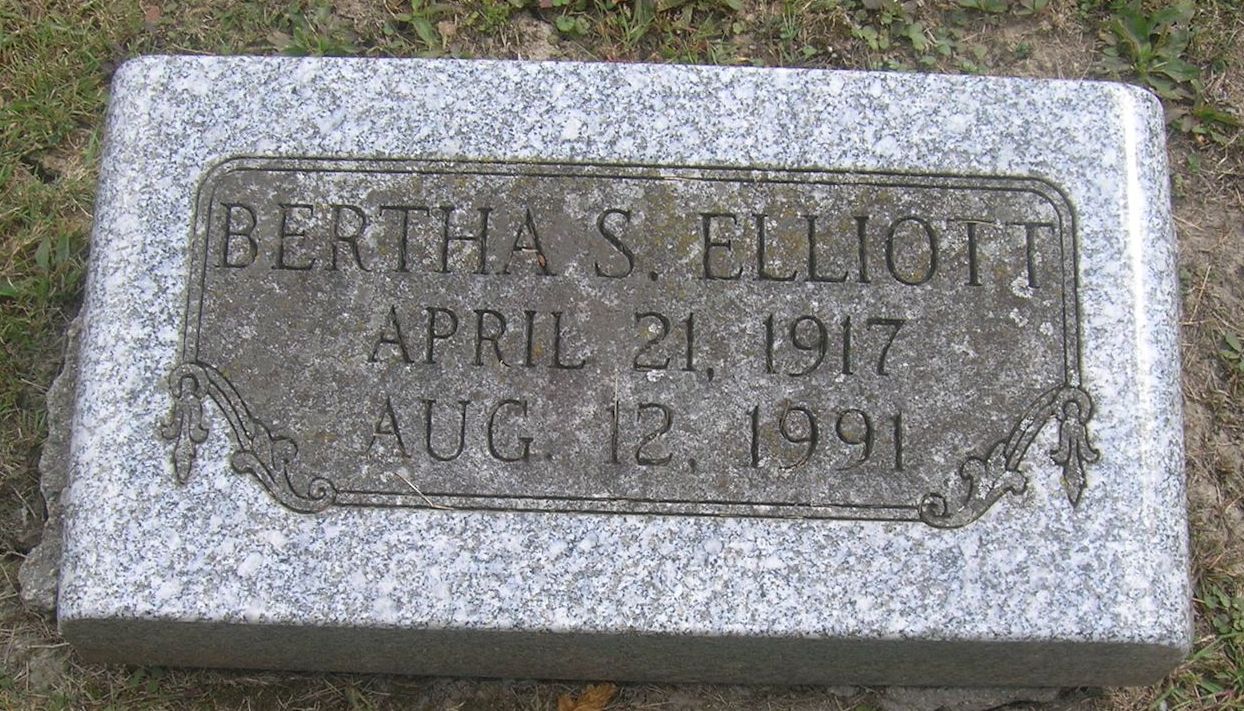 BERTHA S. ELLIOTT
APRIL 21, 1917
AUG. 12, 1991